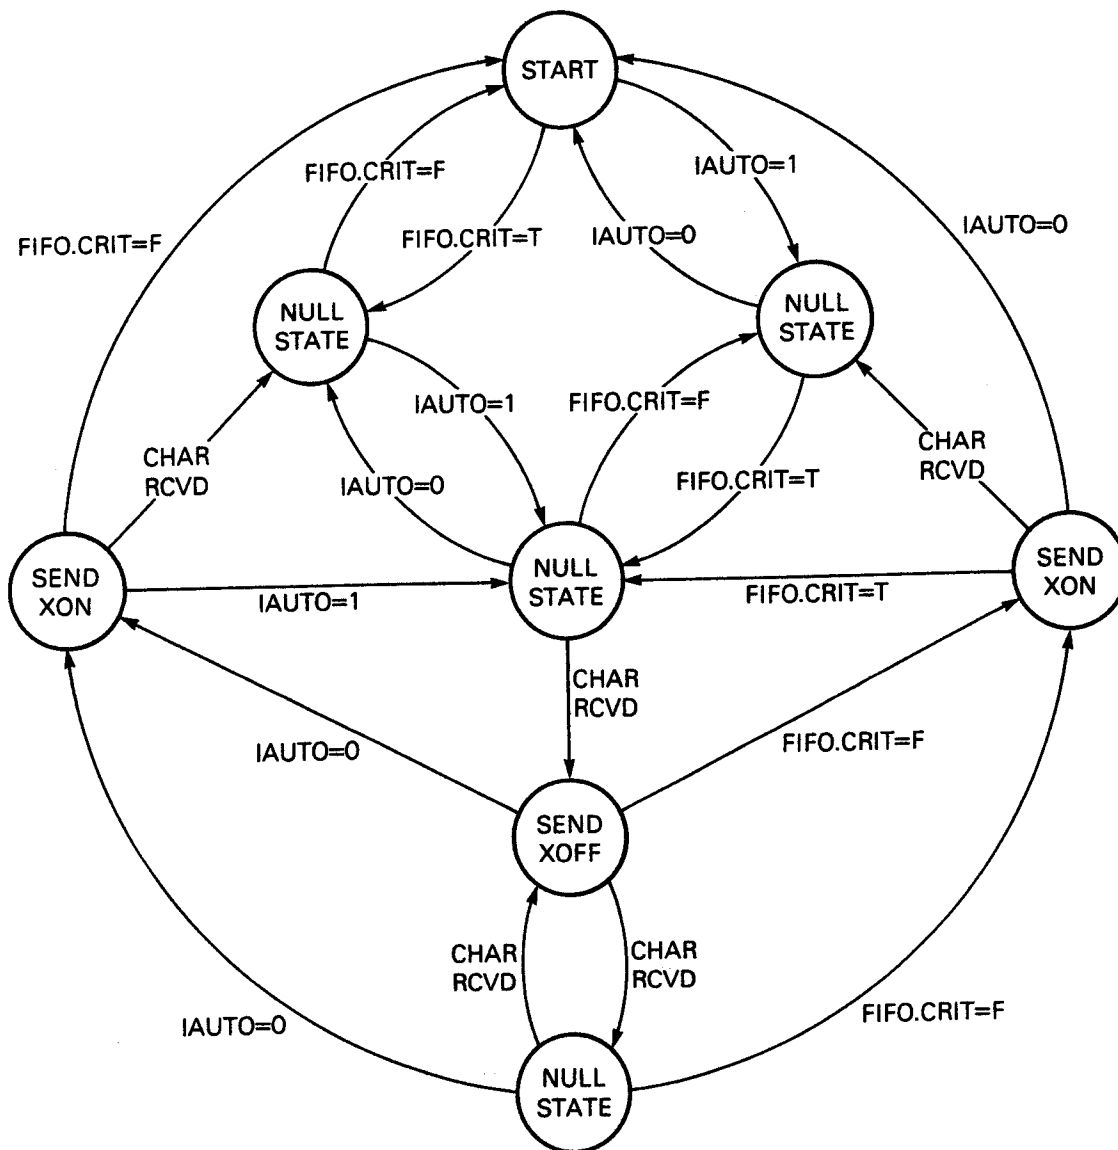 START
FIFO.CRIT=F
IAUTO=1
FIFO.CRIT=F
FIFO.CRIT=T
IAUTO=0
IAUTO=0
NULL
STATE
NULL
STATE
IAUTO=1
FIFO.CRIT=F
CHAR
RCVD
IAUTO=0
FIFO.CRIT=T
CHAR
RCVD
SEND
XON
NULL
STATE
SEND
XON
IAUTO=1
FIFO.CRIT=T
CHAR
RCVD
IAUTO=0
FIFO.CRIT=F
SEND
XOFF
CHAR
RCVD
CHAR
RCVD
IAUTO=0
FIFO.CRIT=F
NULL
STATE